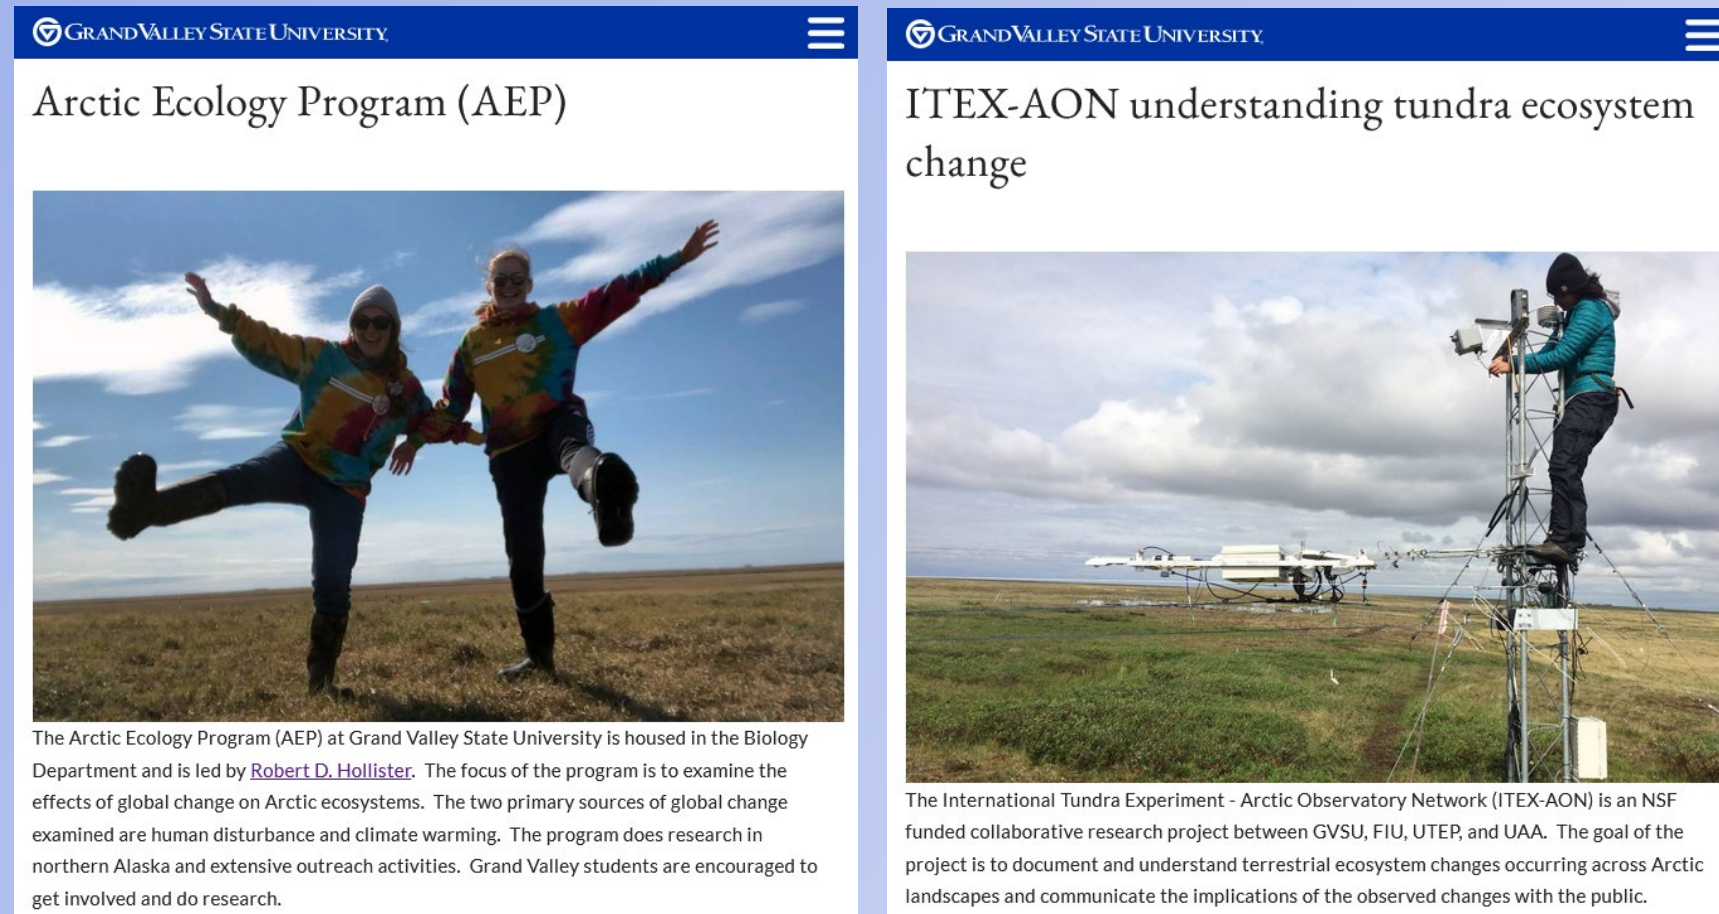 GRAND VALLEY STATE UNIVERSITY
Arctic Ecology Program (AEP)
The Arctic Ecology Program (AEP) at Grand Valley State University is housed in the Biology
Department and is led by Robert D. Hollister. The focus of the program is to examine the
effects of global change on Arctic ecosystems. The two primary sources of global change
examined are human disturbance and climate warming. The program does research in
northern Alaska and extensive outreach activities. Grand Valley students are encouraged to
get involved and do research.
GRAND VALLEY STATE UNIVERSITY
ITEX-AON understanding tundra ecosystem
change
The International Tundra Experiment - Arctic Observatory Network (ITEX-AON) is an NSF
funded collaborative research project between GVSU, FIU, UTEP, and UAA. The goal of the
project is to document and understand terrestrial ecosystem changes occurring across Arctic
landscapes and communicate the implications of the observed changes with the public.